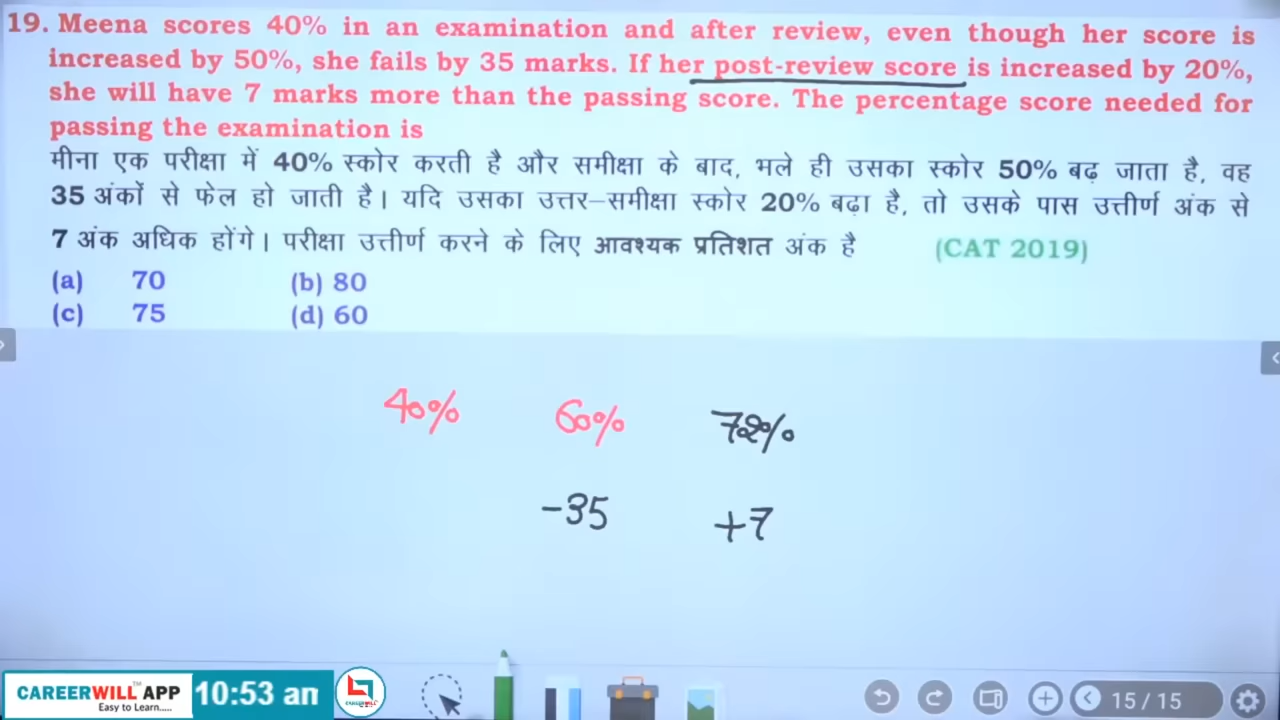 19. Meena scores 40% in an examination and after review, even though her score is
increased by 50%, she fails by 35 marks. If her post-review score is increased by 20%,
she will have 7 marks more than the passing score. The percentage score needed for
passing the examination is
मीना एक परीक्षा में 40% स्कोर करती है और समीक्षा के बाद, भले ही उसका स्कोर 50% बढ़ जाता है, वह
35 अंकों से फेल हो जाती है। यदि उसका उत्तर-समीक्षा स्कोर 20% बढ़ा है, तो उसके पास उत्तीर्ण अंक से
7 अंक अधिक होंगे। परीक्षा उत्तीर्ण करने के लिए आवश्यक प्रतिशत अंक है (CAT 2019)
(a) 70 (b) 80
(c) 75 (d) 60
40% 60% 72%
-35 +7
CAREERWILL APP
Easy to Learn.....
10:53 an
CAREERWILL
15 / 15